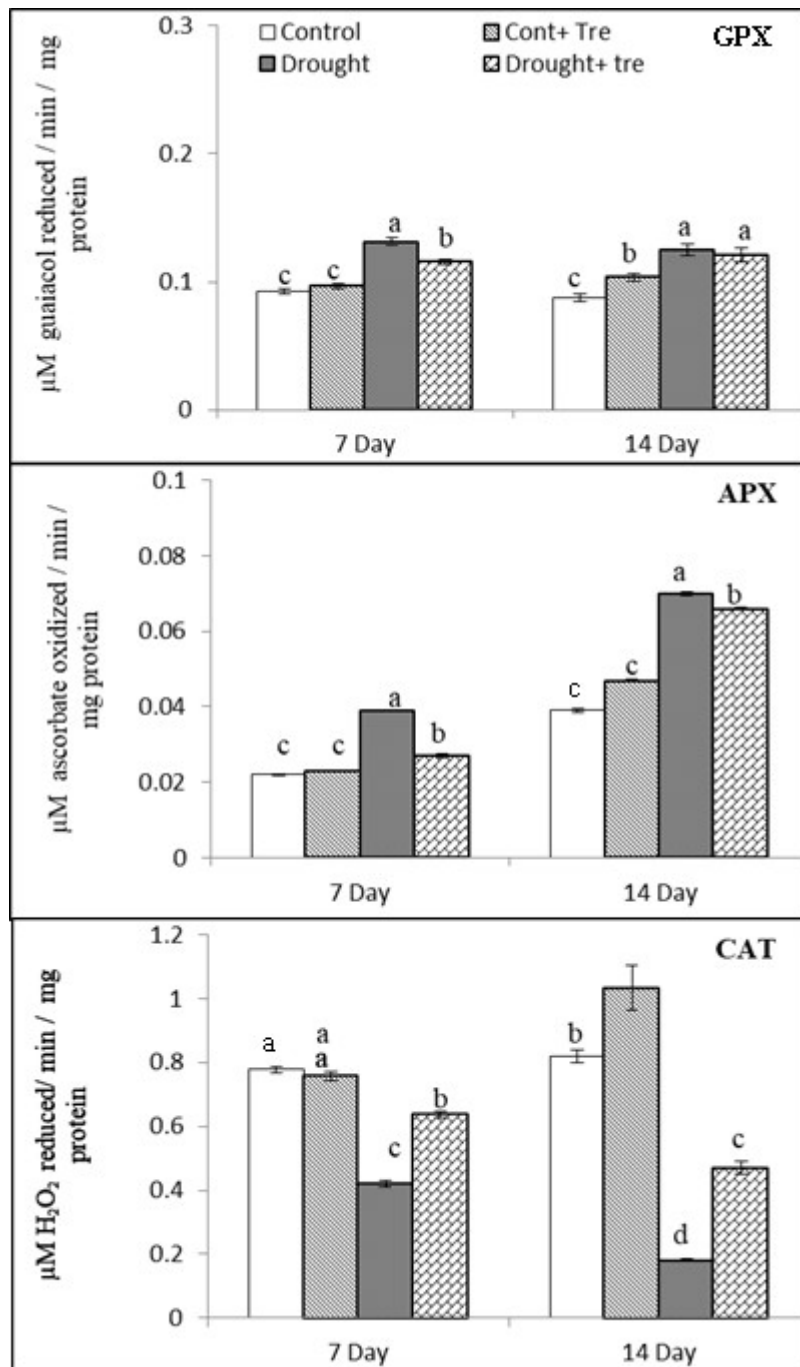 Control Cont+ Tre GPX
Drought Drought+ tre
µM guaiacol reduced / min / mg
protein
0.3
0.2
0.1
0
c c a b
c b a a
7 Day 14 Day
APX
µM ascorbate oxidized / min /
mg protein
0.1
0.08
0.06
0.04
0.02
0
c c a b
c c a b
7 Day 14 Day
CAT
µM H₂O₂ reduced/ min / mg
protein
1.2
1
0.8
0.6
0.4
0.2
0
a a
a
c b
b d c
7 Day 14 Day